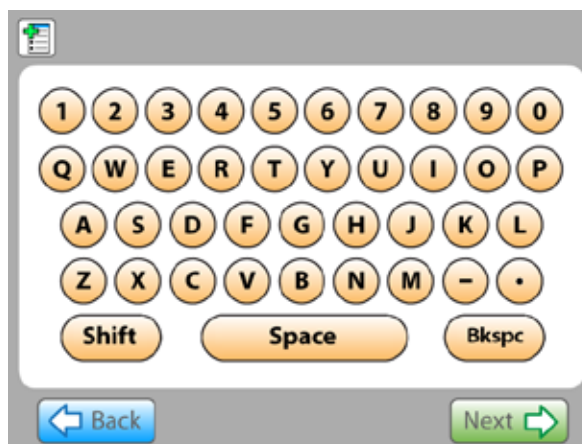 1 2 3 4 5 6 7 8 9 0
Q W E R T Y U I O P
A S D F G H J K L
Z X C V B N M - .
Shift Space Bkspc
Back Next